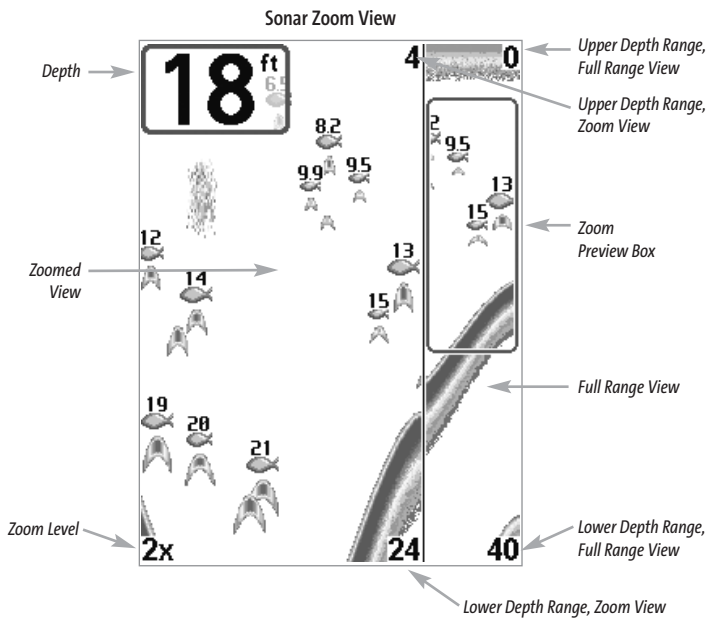 Sonar Zoom View
Depth
18 ft
6.5
4
0
Upper Depth Range,
Full Range View
Upper Depth Range,
Zoom View
8.2
9.9
9.5
2
9.5
13
15
Zoom
Preview Box
12
14
13
15
Zoomed
View
Full Range View
19
20
21
Zoom Level
2x
24
40
Lower Depth Range,
Full Range View
Lower Depth Range, Zoom View